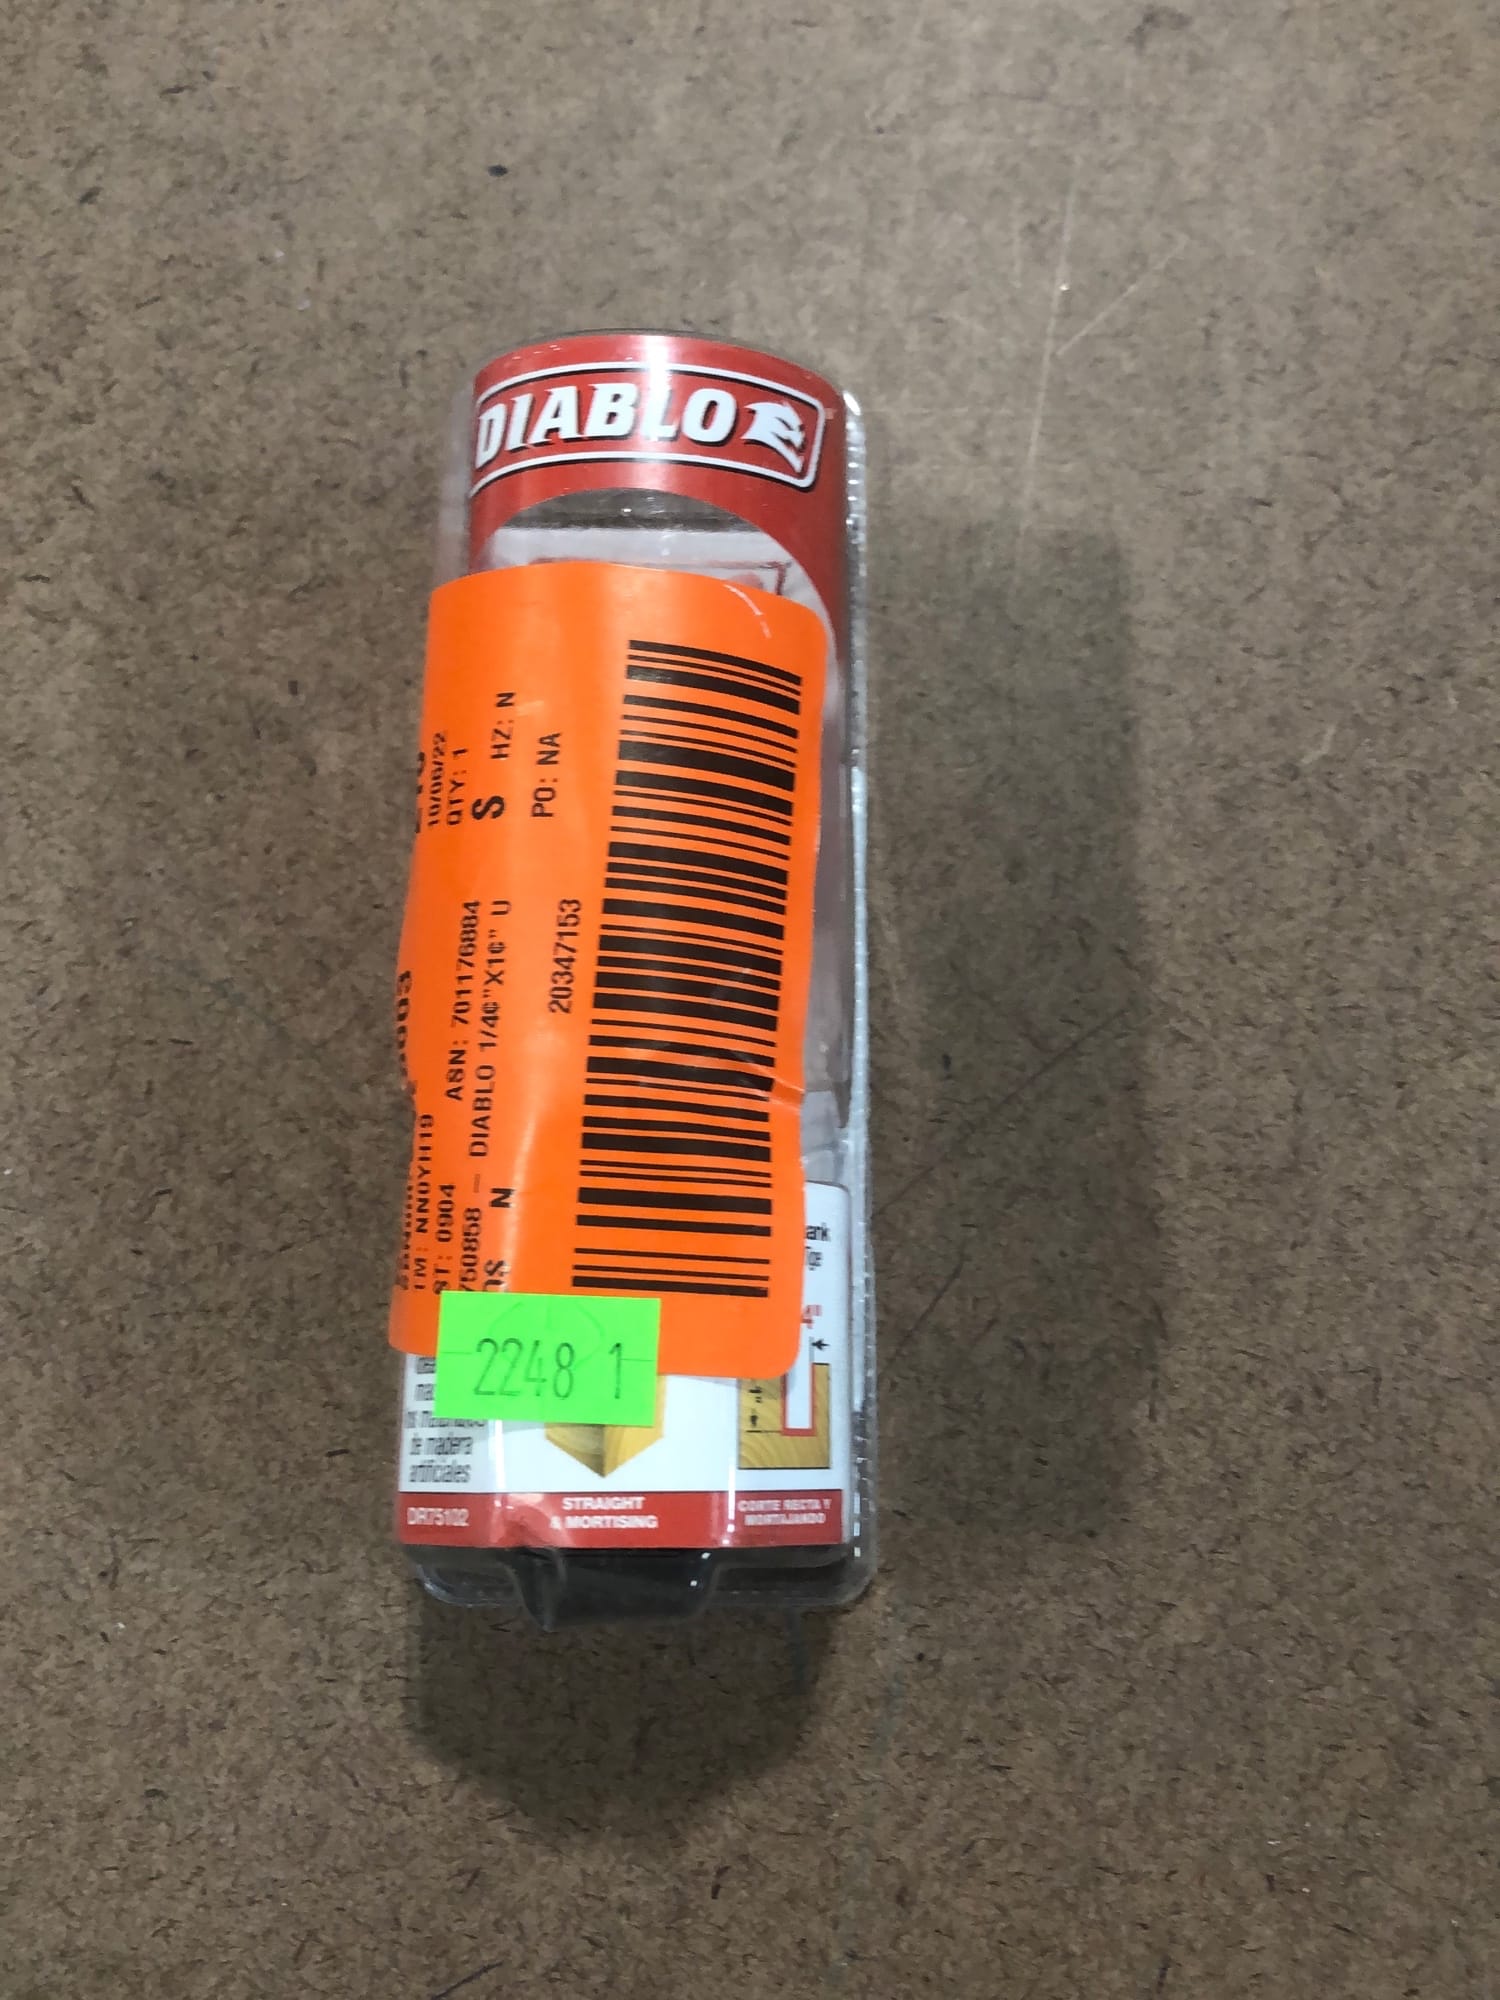 DIABLO
10/06/22
QTY: 1
S HZ: N
PO: NA
ASN: 701176884
TM: NN0YH19
ST: 0904
750858 - DIABLO 1/4¢"X1¢" U
N
20347153
2248 1
de madera
artificiales
DR75102
STRAIGHT
& MORTISING
CORTE RECTA Y
MORTAJANDO